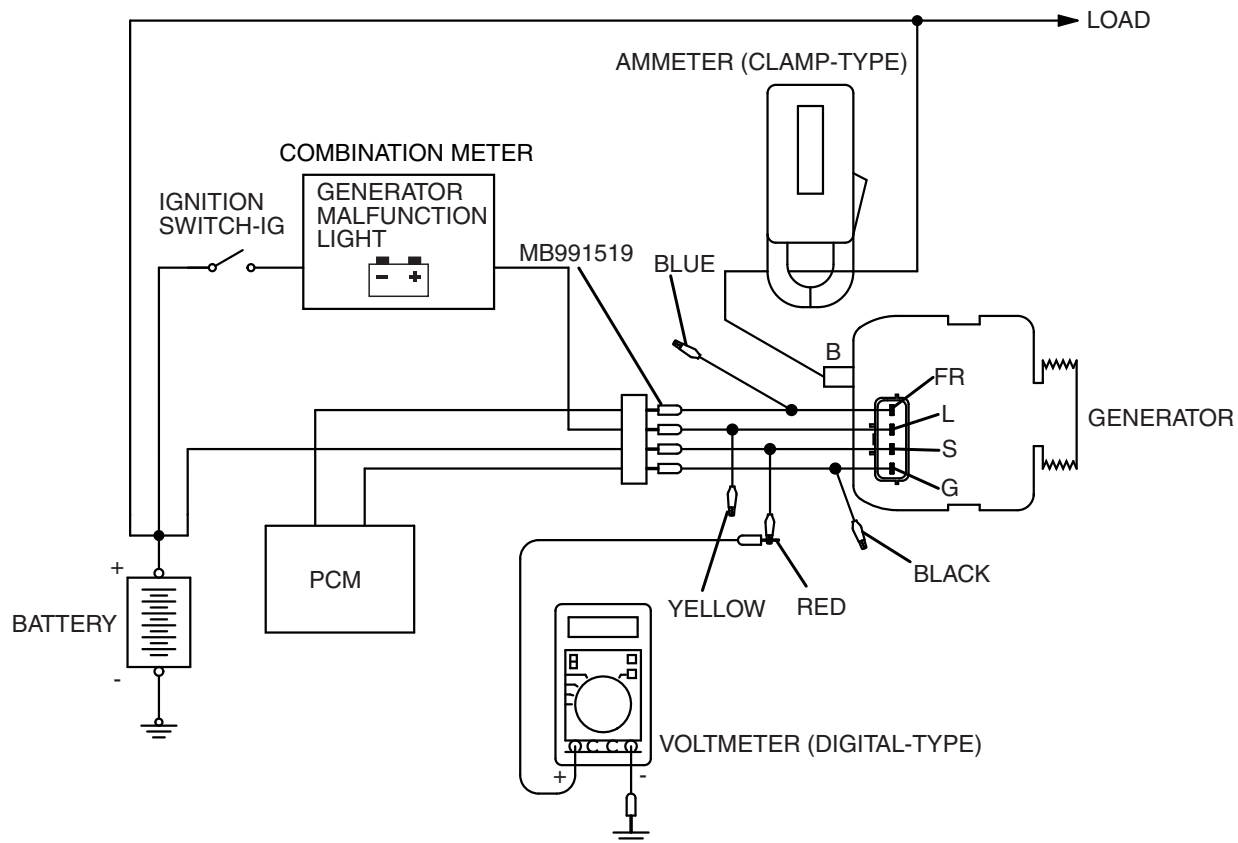 LOAD
AMMETER (CLAMP-TYPE)
COMBINATION METER
IGNITION
SWITCH-IG
GENERATOR
MALFUNCTION
LIGHT
- +
MB991519
BLUE
B
FR
L
S
G
GENERATOR
+
BATTERY
-
PCM
YELLOW
RED
BLACK
VOLTMETER (DIGITAL-TYPE)
+
-